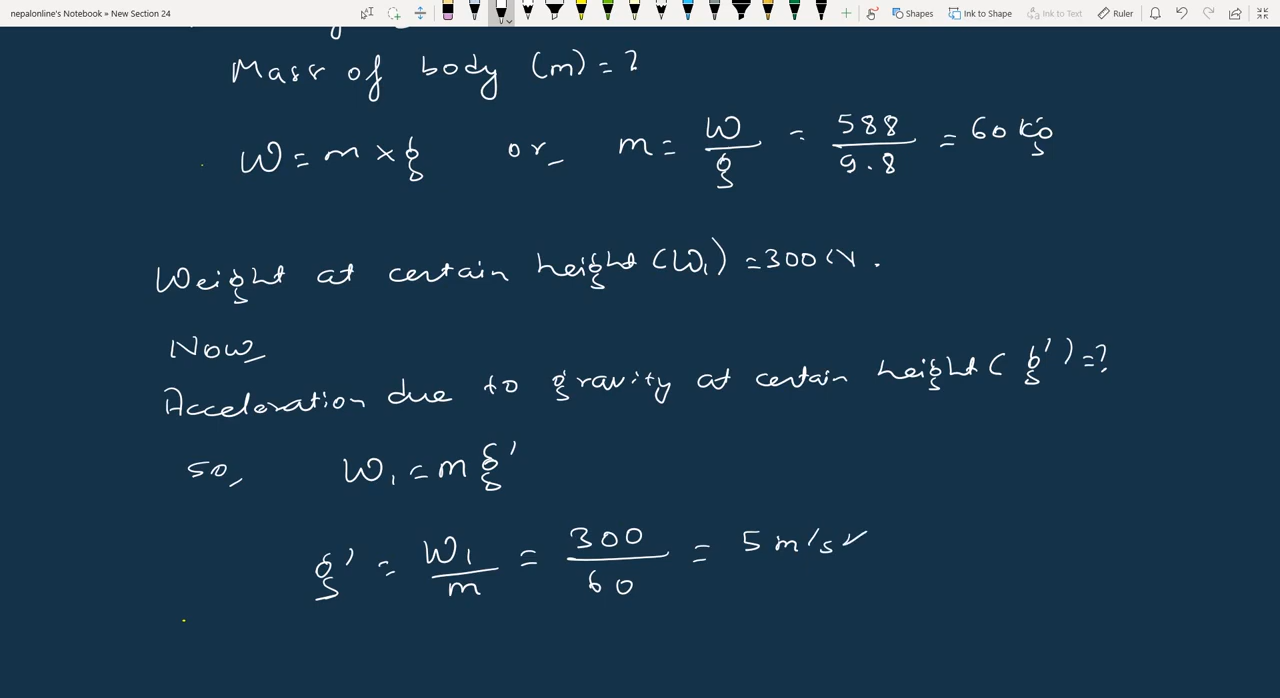 nepalonline's Notebook » New Section 24
Shapes Ink to Shape Ink to Text Ruler
Mass of body (m) = ?
W = m × g or, m = W/g = 588/9.8 = 60 kg
Weight at certain height (W₁) = 300 N.
Now
Acceleration due to gravity at certain height (g') = ?
so, W₁ = m g'
g' = W₁/m = 300/60 = 5 m/s²